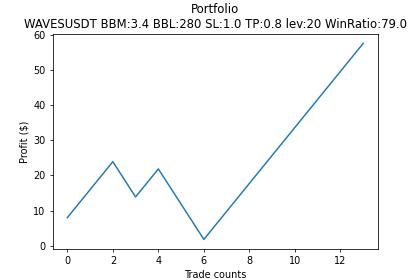 Portfolio
WAVESUSDT BBM:3.4 BBL:280 SL:1.0 TP:0.8 lev:20 WinRatio:79.0
60
50
40
30
20
10
0
Profit ($)
0 2 4 6 8 10 12
Trade counts